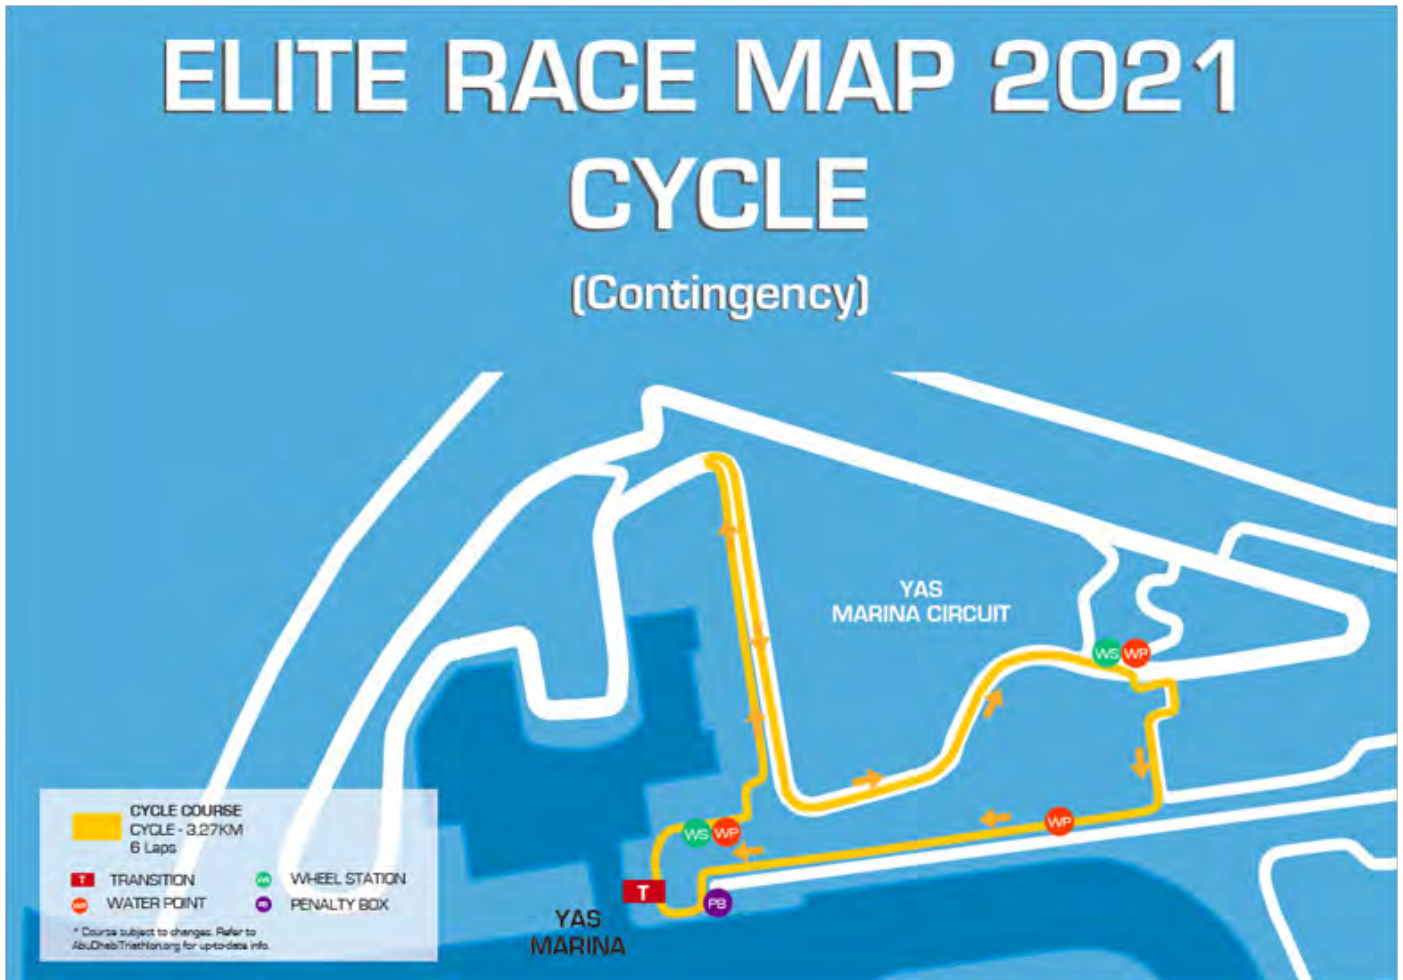 ELITE RACE MAP 2021
CYCLE
(Contingency)
YAS
MARINA CIRCUIT
WS WP
WP
WS WP
T
PB
YAS
MARINA
CYCLE COURSE
CYCLE - 3,27KM
6 Laps
T TRANSITION
WS WHEEL STATION
WATER POINT
PB PENALTY BOX
* Course subject to changes. Refer to
AbuDhabiTriathlon.org for up-to-date info.